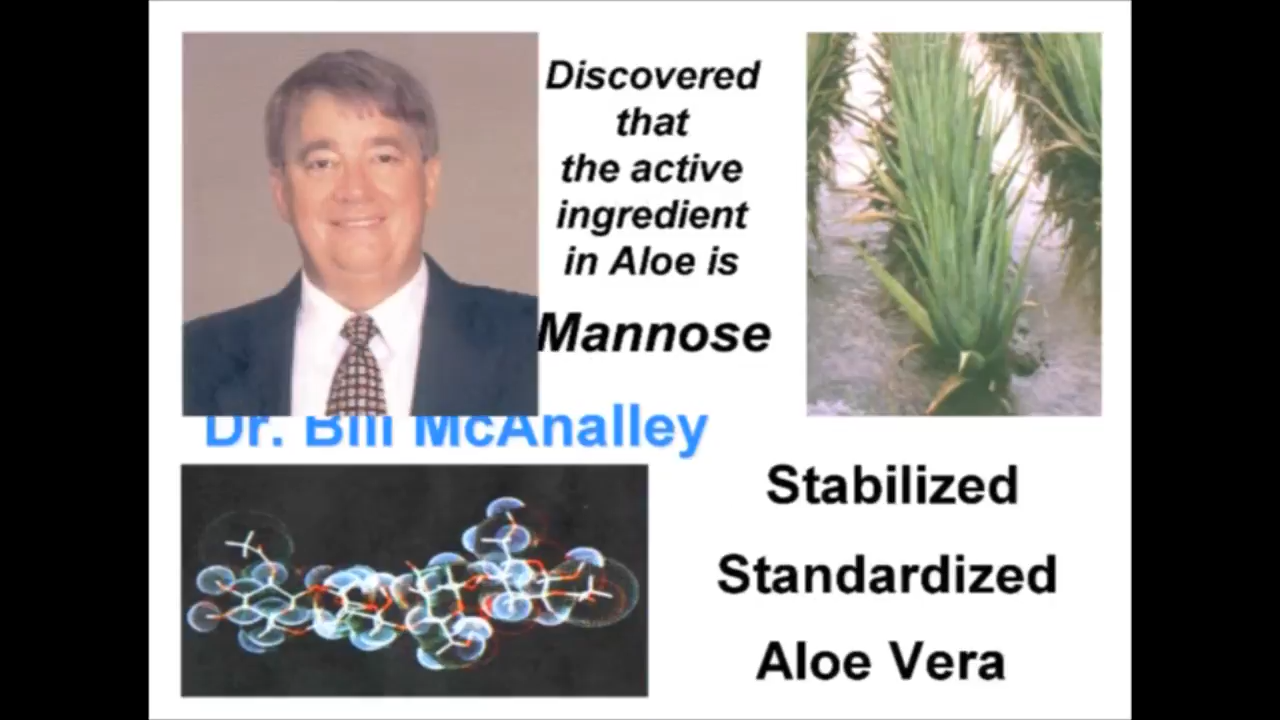 Discovered
that
the active
ingredient
in Aloe is
Mannose
Dr. Bill McAnalley
Stabilized
Standardized
Aloe Vera